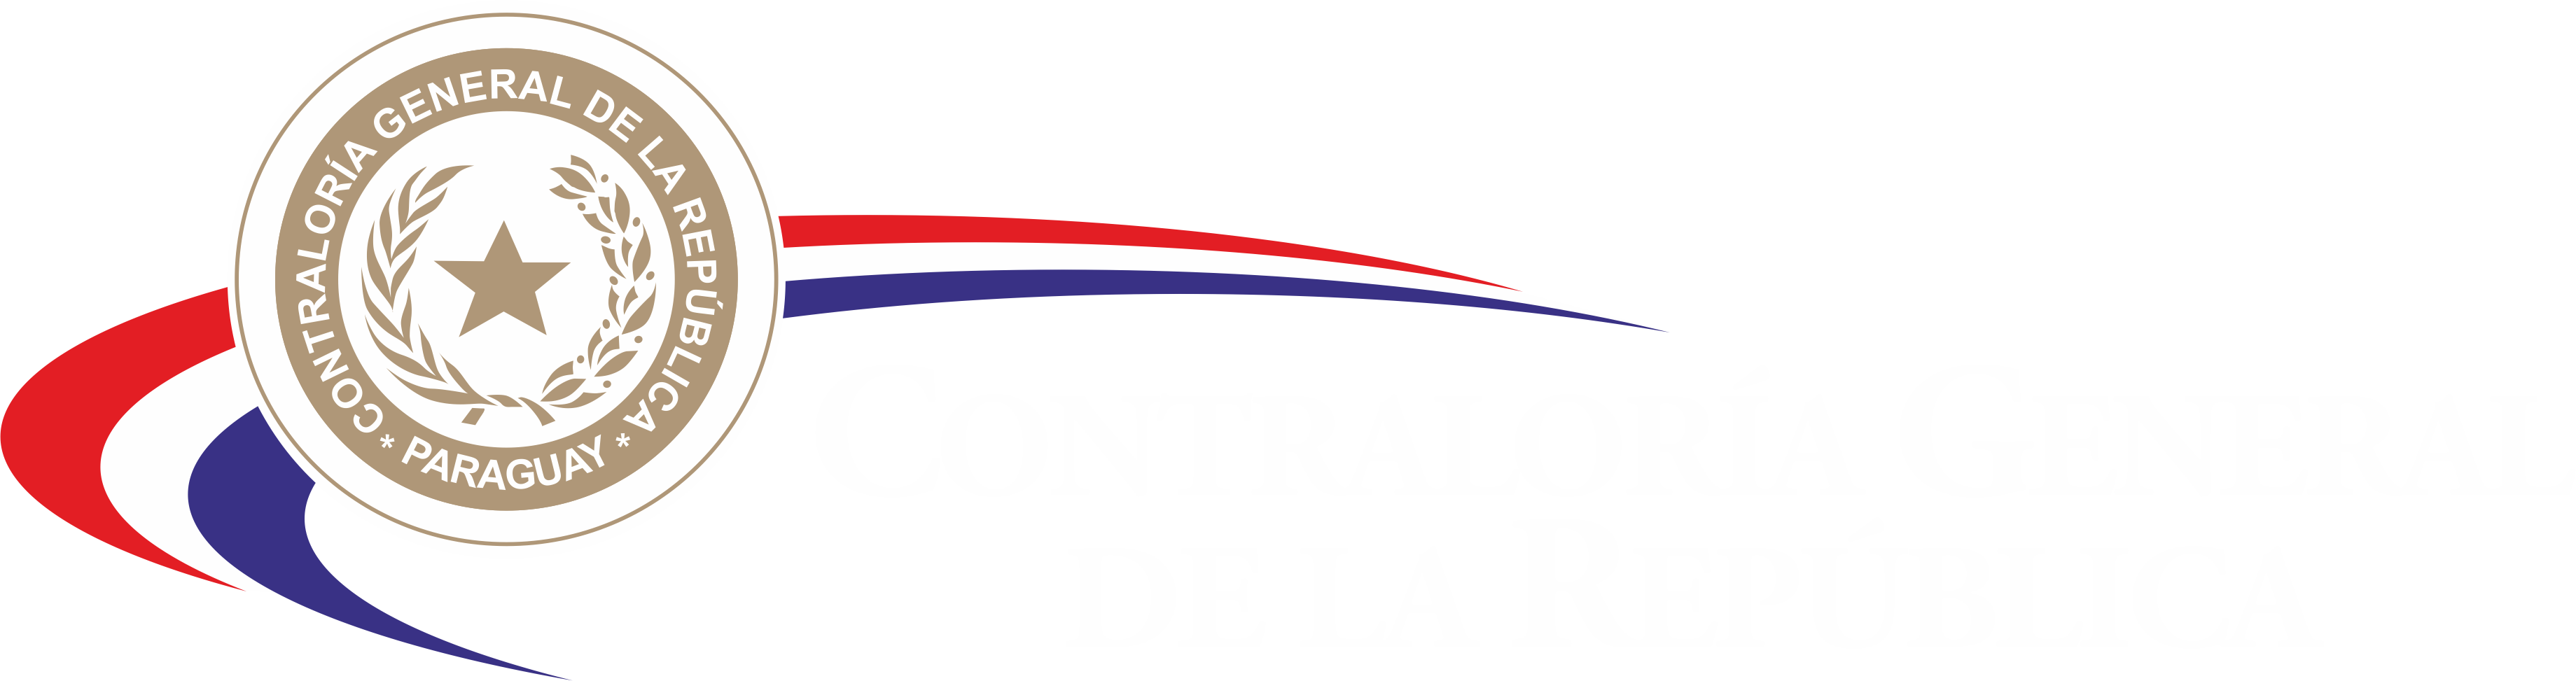 CONTRALORÍA GENERAL DE LA REPÚBLICA
* PARAGUAY *
CONTRALORÍA GENERAL
DE LA REPÚBLICA